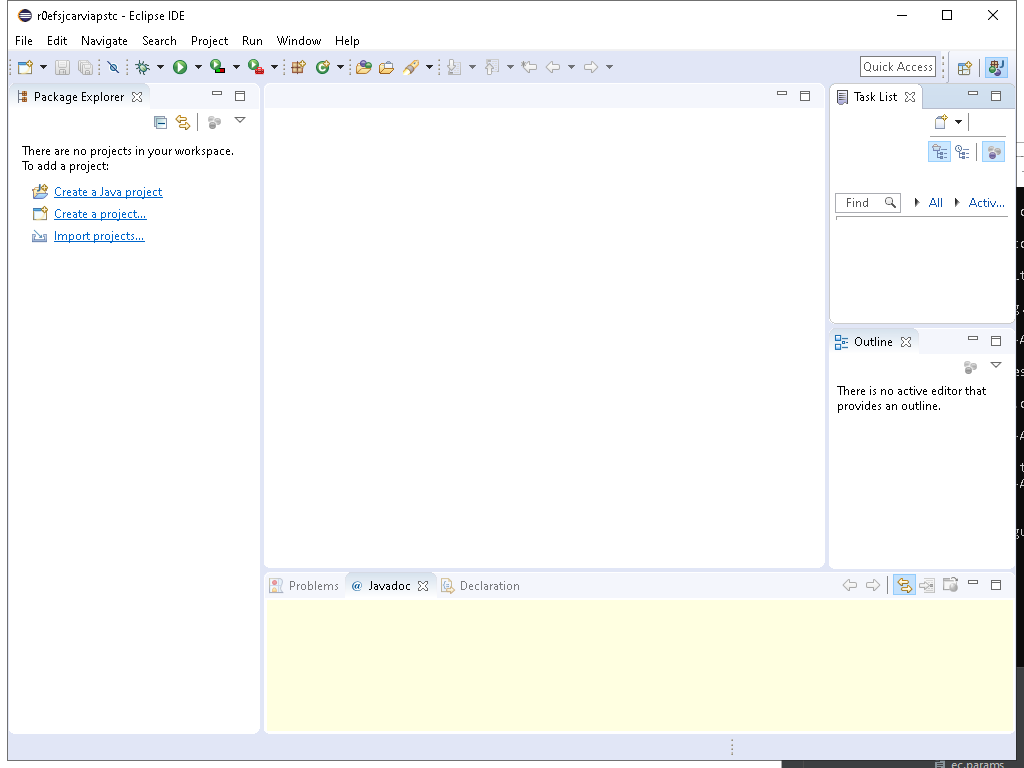 r0efsjcarviapstc - Eclipse IDE
File Edit Navigate Search Project Run Window Help
Quick Access
Package Explorer
Task List
There are no projects in your workspace.
To add a project:
Create a Java project
Create a project...
Import projects...
Find
All
Activ...
Outline
There is no active editor that
provides an outline.
Problems
@ Javadoc
Declaration
ec.params